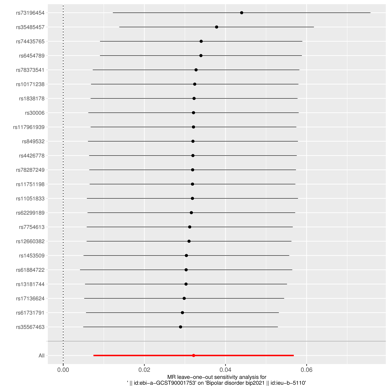 rs73196454
rs35485457
rs74435765
rs6454789
rs78373541
rs10171238
rs1838178
rs30006
rs117961939
rs849532
rs4426778
rs78287249
rs11751198
rs11051833
rs62299189
rs7754613
rs12660382
rs1453509
rs61884722
rs13181744
rs17136624
rs61731791
rs35567463
All
0.00
0.02
0.04
0.06
MR leave−one−out sensitivity analysis for
' || id:ebi−a−GCST90001753' on 'Bipolar disorder bip2021 || id:ieu−b−5110'